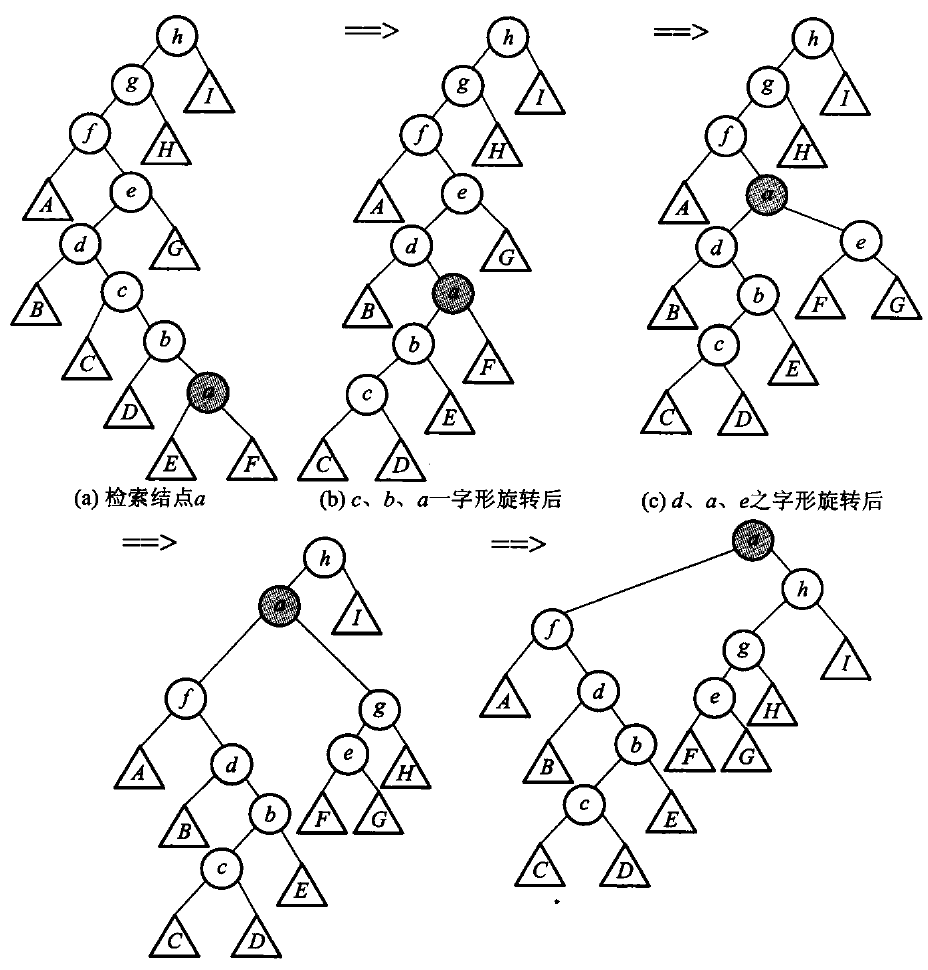 ==> ==>
h h h
g I g I g I
f H f H f H
A e A e A a
d G d G d e
B c B a B b F G
C b b F c E
D a c E C D
E F C D
(a) 检索结点a (b) c、b、a一字形旋转后 (c) d、a、e之字形旋转后
==> ==>
h a
a I f h
f g A d g I
A d e H B b e H
B b F G c E F G
c E C D
C D